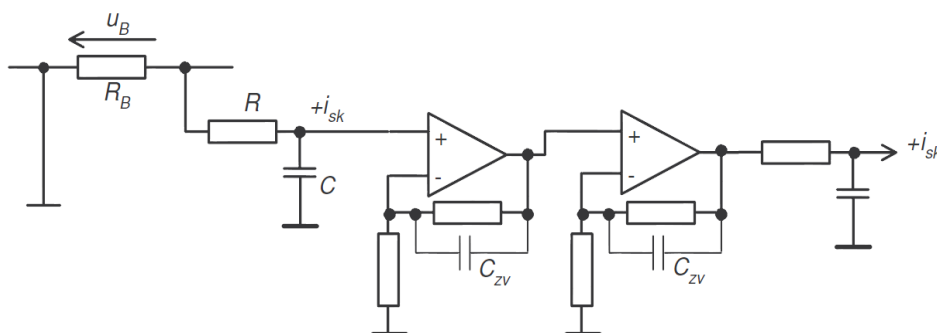 u_B
R_B
R
+i_sk
C
+
-
C_zv
+
-
C_zv
+i_sk